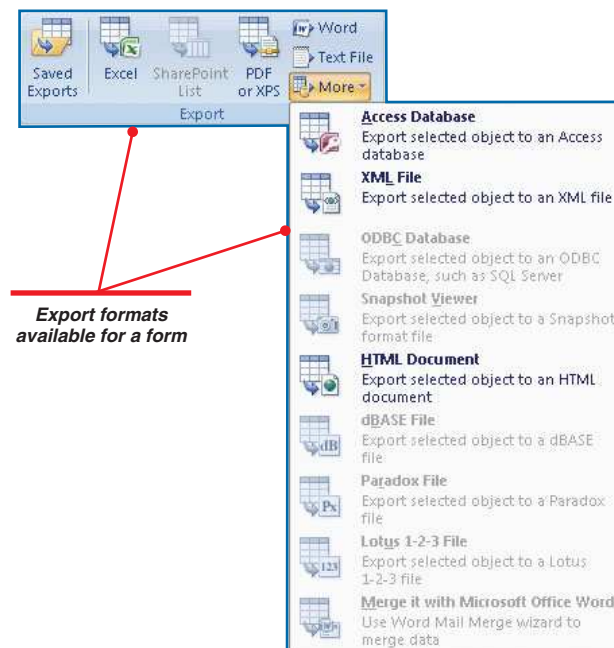 Saved Exports
Excel
SharePoint List
PDF or XPS
Word
Text File
More
Export
Access Database
Export selected object to an Access
database
XML File
Export selected object to an XML file
ODBC Database
Export selected object to an ODBC
Database, such as SQL Server
Snapshot Viewer
Export selected object to a Snapshot
format file
HTML Document
Export selected object to an HTML
document
dB
dBASE File
Export selected object to a dBASE
file
Px
Paradox File
Export selected object to a Paradox
file
123
Lotus 1-2-3 File
Export selected object to a Lotus
1-2-3 file
Merge it with Microsoft Office Word
Use Word Mail Merge wizard to
merge data
Export formats
available for a form